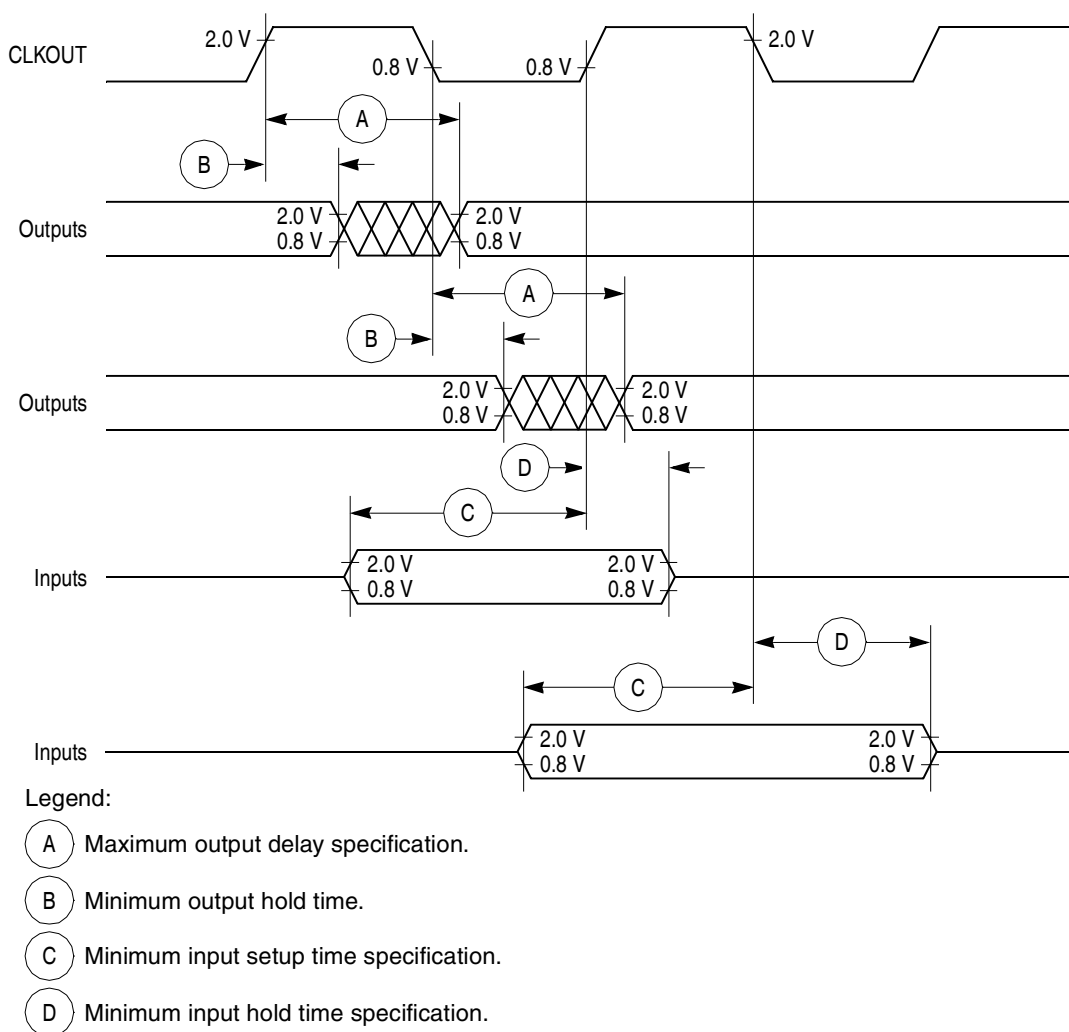 CLKOUT
2.0 V
0.8 V
0.8 V
2.0 V
A
B
Outputs
2.0 V
0.8 V
2.0 V
0.8 V
A
B
Outputs
2.0 V
0.8 V
2.0 V
0.8 V
D
C
Inputs
2.0 V
0.8 V
2.0 V
0.8 V
D
C
Inputs
2.0 V
0.8 V
2.0 V
0.8 V
Legend:
A Maximum output delay specification.
B Minimum output hold time.
C Minimum input setup time specification.
D Minimum input hold time specification.